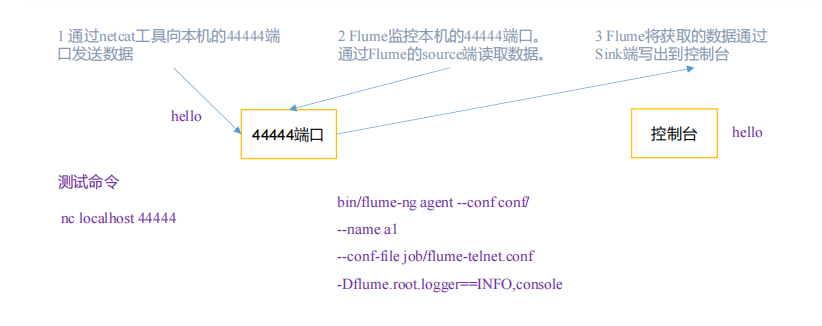 1 通过netcat工具向本机的44444端
口发送数据
2 Flume监控本机的44444端口。
通过Flume的source端读取数据。
3 Flume将获取的数据通过
Sink端写出到控制台
hello
44444端口
控制台
hello
测试命令
nc localhost 44444
bin/flume-ng agent --conf conf/
--name a1
--conf-file job/flume-telnet.conf
-Dflume.root.logger==INFO,console